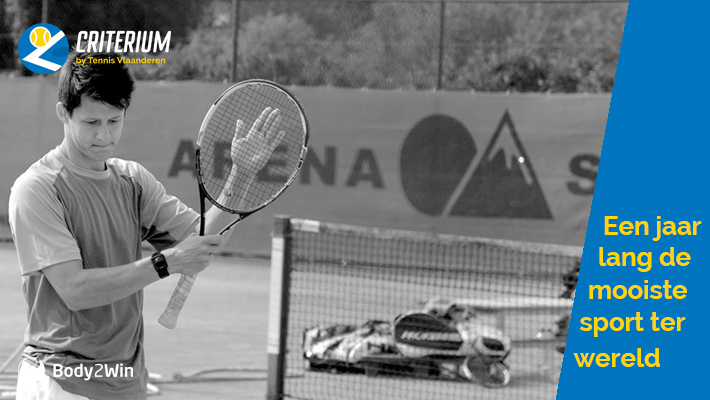 CRITERIUM
by Tennis Vlaanderen
ARENA
S
Een jaar
lang de
mooiste
sport ter
wereld
Body2Win